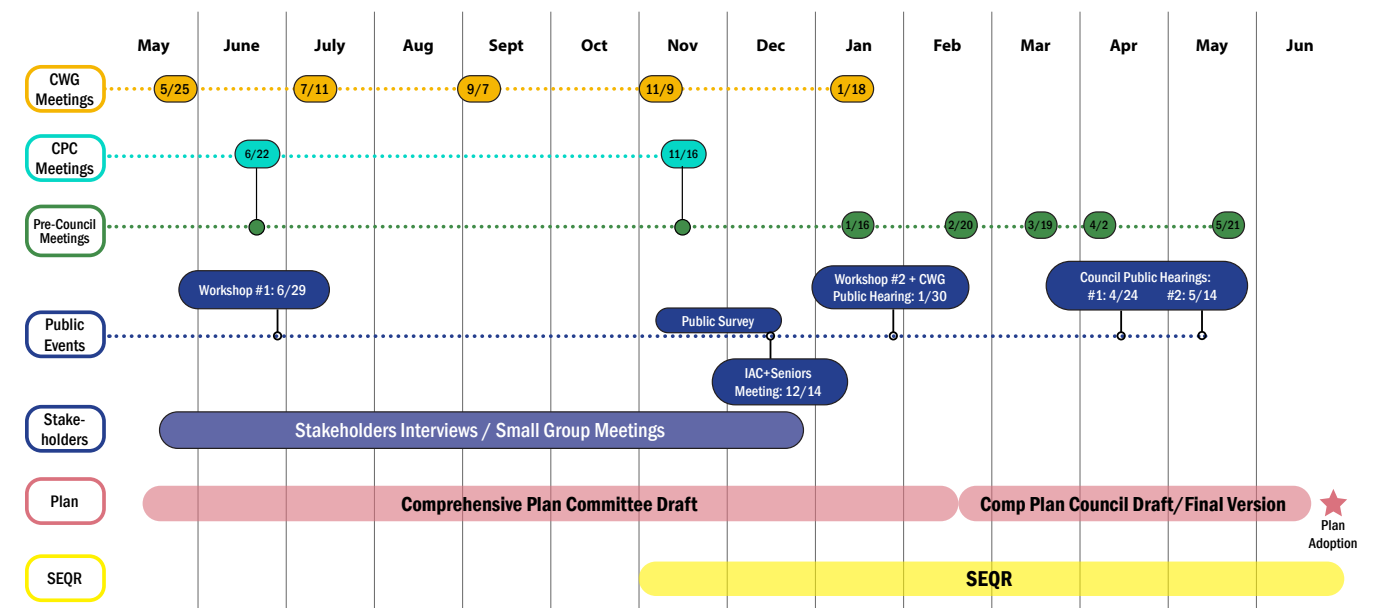 May June July Aug Sept Oct Nov Dec Jan Feb Mar Apr May Jun
CWG
Meetings
5/25 7/11 9/7 11/9 1/18
CPC
Meetings
6/22 11/16
Pre-Council
Meetings
1/16 2/20 3/19 4/2 5/21
Public
Events
Workshop #1: 6/29
Public Survey
IAC+Seniors
Meeting: 12/14
Workshop #2 + CWG
Public Hearing: 1/30
Council Public Hearings:
#1: 4/24 #2: 5/14
Stake-
holders
Stakeholders Interviews / Small Group Meetings
Plan
Comprehensive Plan Committee Draft
Comp Plan Council Draft/Final Version
Plan
Adoption
SEQR
SEQR